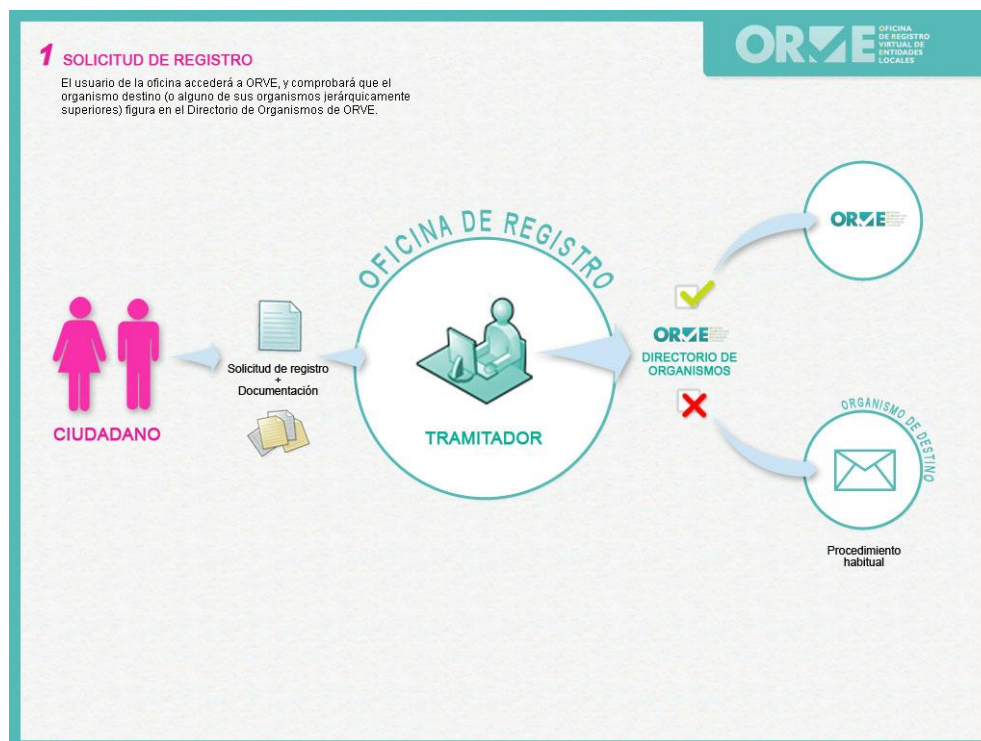 1 SOLICITUD DE REGISTRO
El usuario de la oficina accederá a ORVE, y comprobará que el
organismo destino (o alguno de sus organismos jerárquicamente
superiores) figura en el Directorio de Organismos de ORVE.
ORVE
OFICINA
DE REGISTRO
VIRTUAL DE
ENTIDADES
LOCALES
CIUDADANO
Solicitud de registro
+
Documentación
OFICINA DE REGISTRO
TRAMITADOR
ORVE
DIRECTORIO DE
ORGANISMOS
ORVE
ORGANISMO DE DESTINO
Procedimiento
habitual